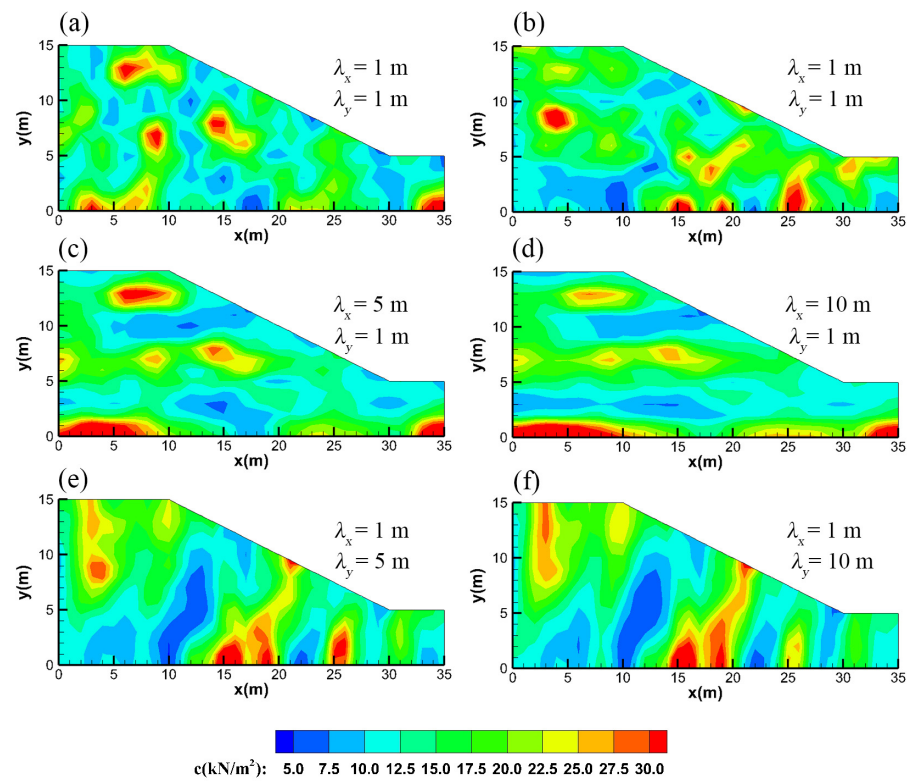 (a)
λx = 1 m
λy = 1 m
15
10
5
0
y(m)
0 5 10 15 20 25 30 35
x(m)
(b)
λx = 1 m
λy = 1 m
15
10
5
0
y(m)
0 5 10 15 20 25 30 35
x(m)
(c)
λx = 5 m
λy = 1 m
15
10
5
0
y(m)
0 5 10 15 20 25 30 35
x(m)
(d)
λx = 10 m
λy = 1 m
15
10
5
0
y(m)
0 5 10 15 20 25 30 35
x(m)
(e)
λx = 1 m
λy = 5 m
15
10
5
0
y(m)
0 5 10 15 20 25 30 35
x(m)
(f)
λx = 1 m
λy = 10 m
15
10
5
0
y(m)
0 5 10 15 20 25 30 35
x(m)
c(kN/m²): 5.0 7.5 10.0 12.5 15.0 17.5 20.0 22.5 25.0 27.5 30.0